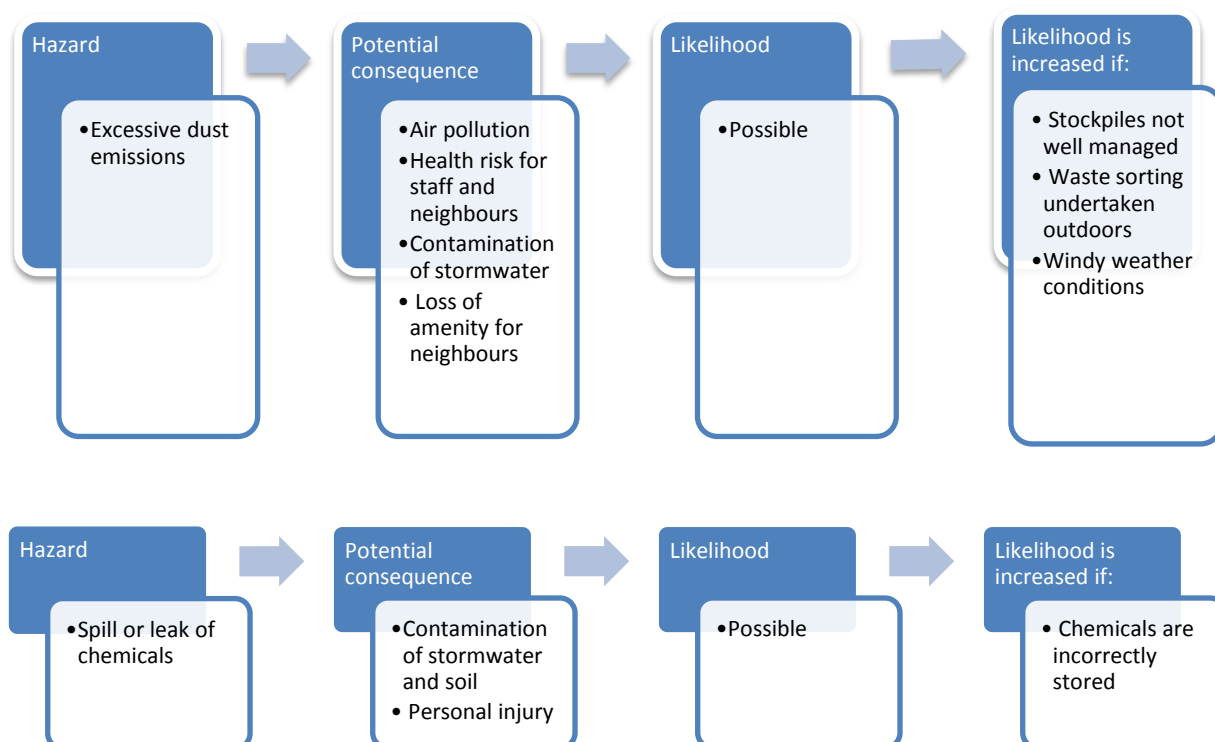 Hazard
•Excessive dust
emissions
Potential
consequence
•Air pollution
•Health risk for
staff and
neighbours
•Contamination
of stormwater
• Loss of
amenity for
neighbours
Likelihood
•Possible
Likelihood is
increased if:
• Stockpiles not
well managed
• Waste sorting
undertaken
outdoors
•Windy weather
conditions
Hazard
•Spill or leak of
chemicals
Potential
consequence
•Contamination
of stormwater
and soil
• Personal injury
Likelihood
•Possible
Likelihood is
increased if:
• Chemicals are
incorrectly
stored